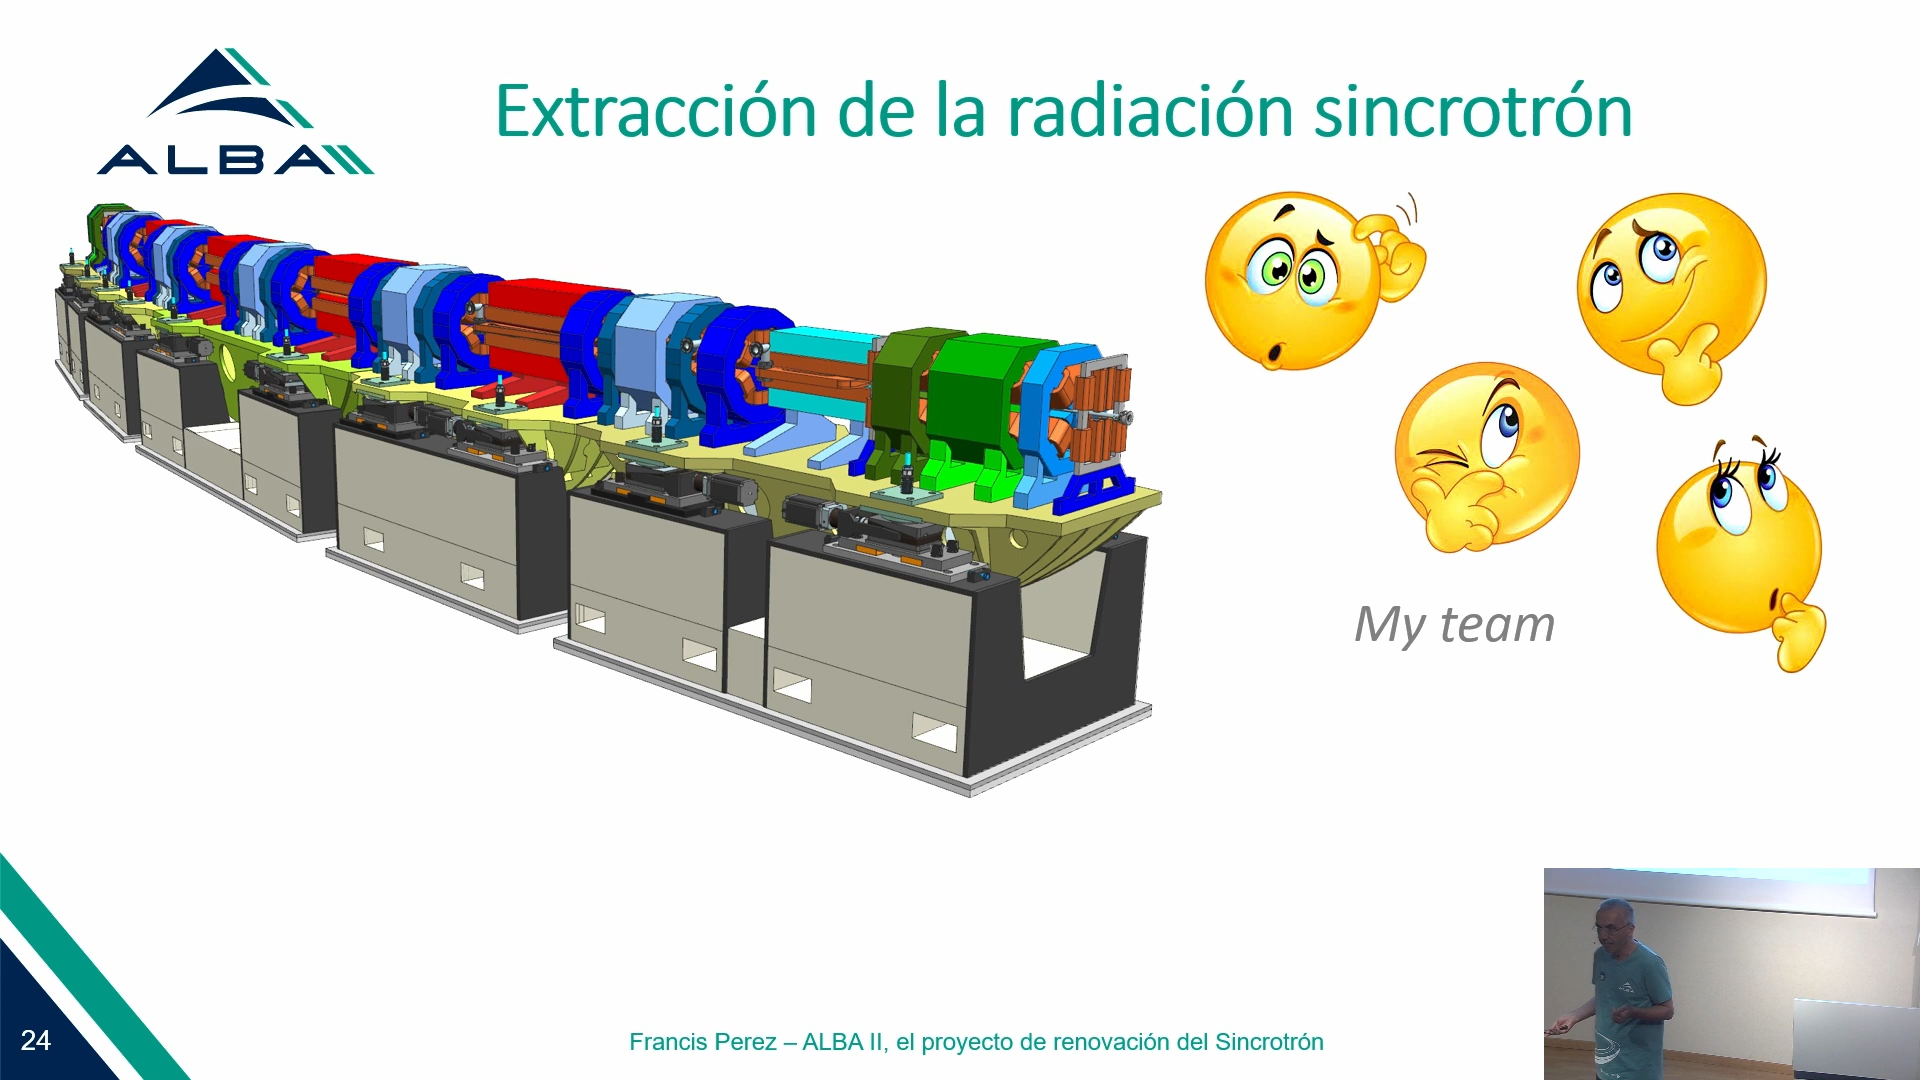 ALBA
Extracción de la radiación sincrotrón
My team
24
Francis Perez – ALBA II, el proyecto de renovación del Sincrotrón
ALBA